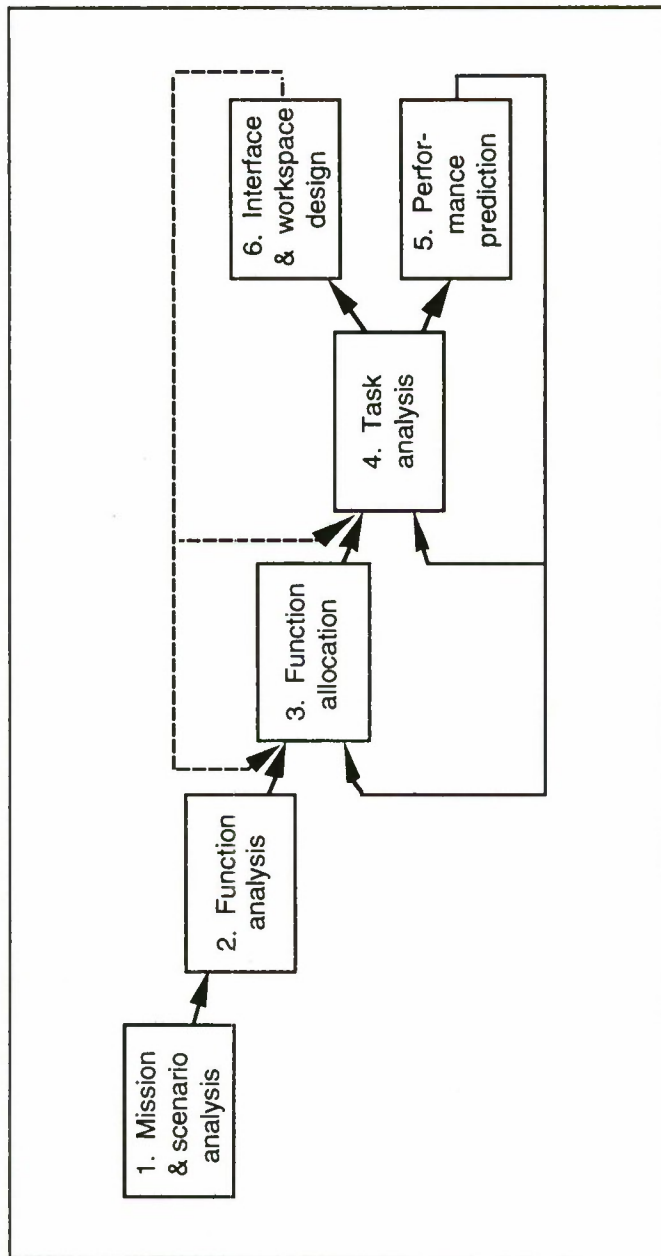 1. Mission
& scenario
analysis
2. Function
analysis
3. Function
allocation
4. Task
analysis
5. Perfor-
mance
prediction
6. Interface
& workspace
design